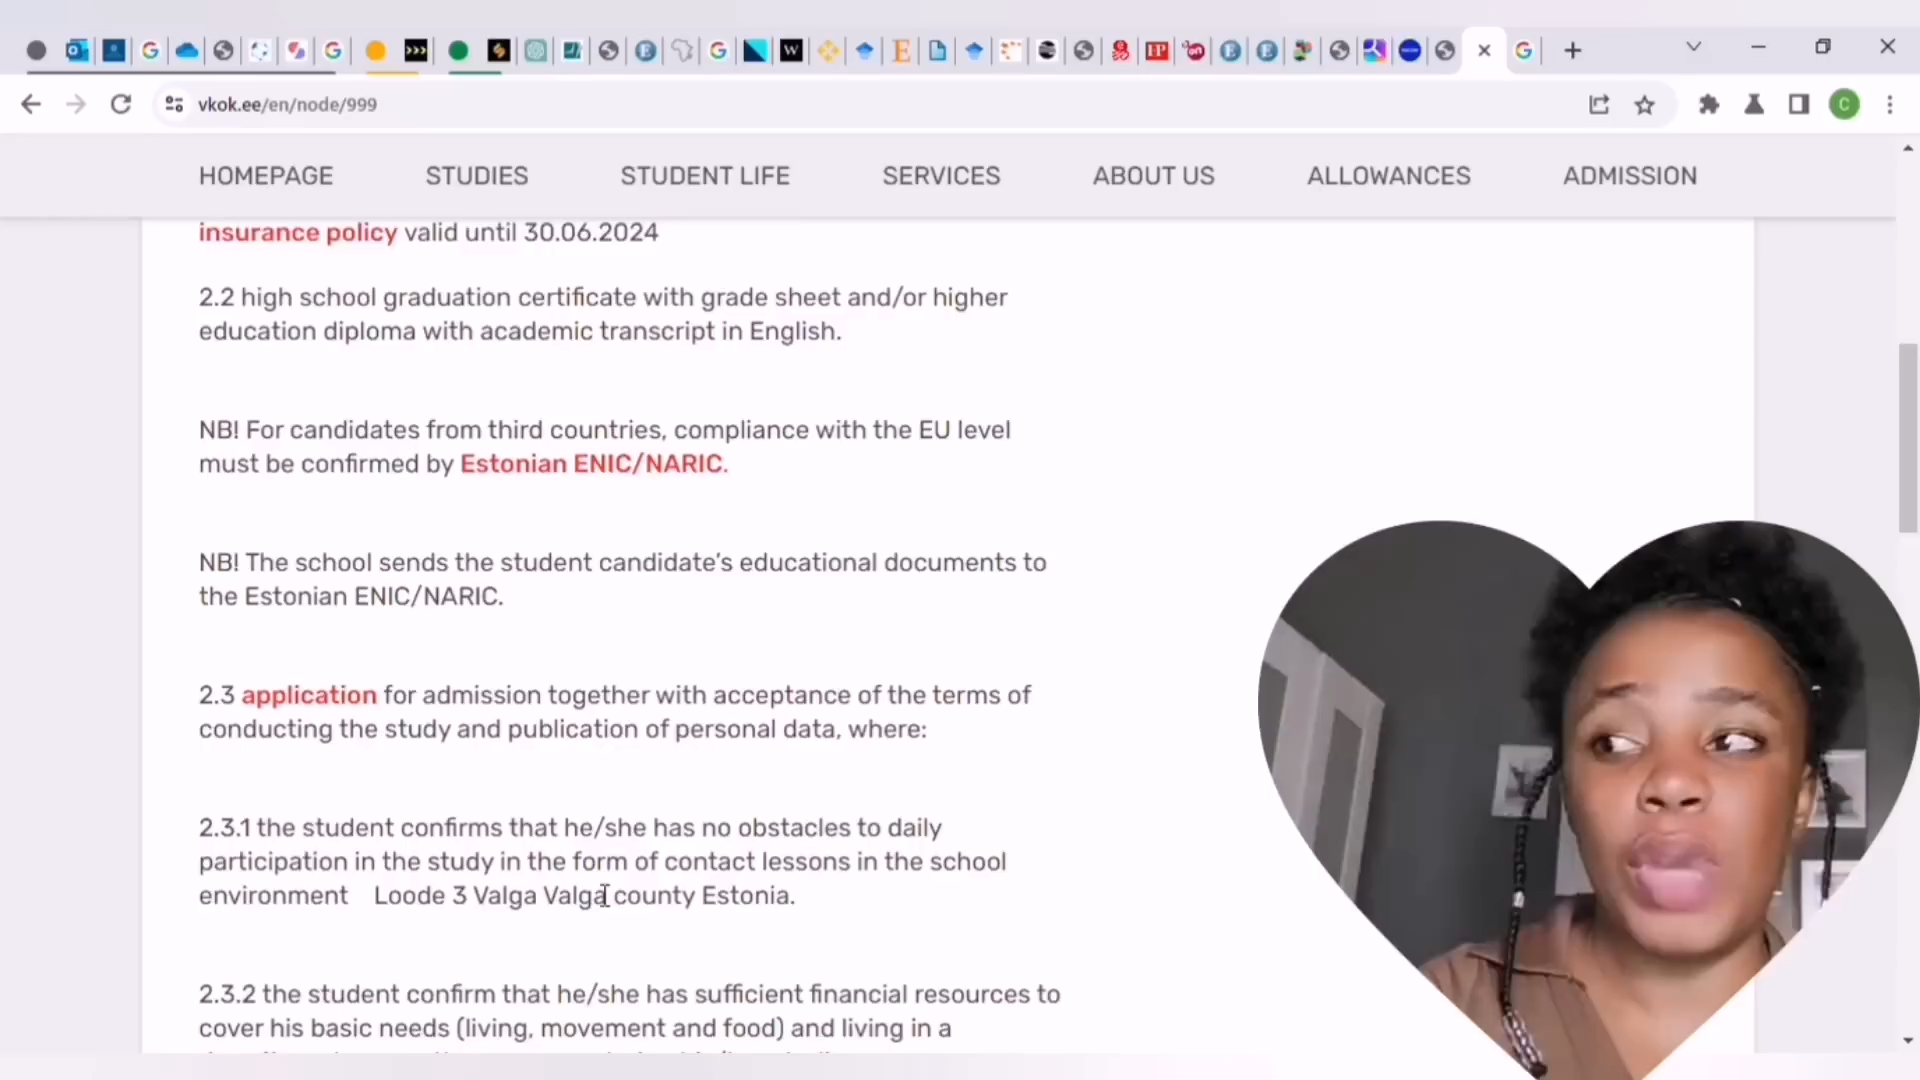 vkok.ee/en/node/999
C
HOMEPAGE STUDIES STUDENT LIFE SERVICES ABOUT US ALLOWANCES ADMISSION
insurance policy valid until 30.06.2024
2.2 high school graduation certificate with grade sheet and/or higher
education diploma with academic transcript in English.
NB! For candidates from third countries, compliance with the EU level
must be confirmed by Estonian ENIC/NARIC.
NB! The school sends the student candidate's educational documents to
the Estonian ENIC/NARIC.
2.3 application for admission together with acceptance of the terms of
conducting the study and publication of personal data, where:
2.3.1 the student confirms that he/she has no obstacles to daily
participation in the study in the form of contact lessons in the school
environment Loode 3 Valga Valga county Estonia.
2.3.2 the student confirm that he/she has sufficient financial resources to
cover his basic needs (living, movement and food) and living in a